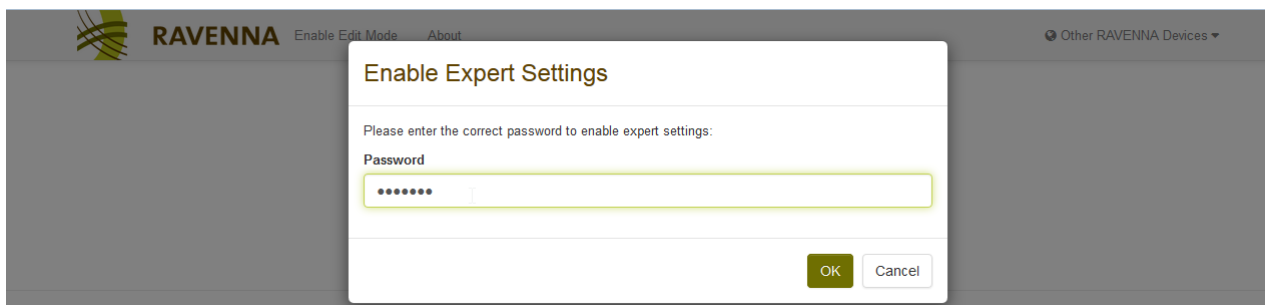 RAVENNA Enable Edit Mode About Other RAVENNA Devices
Enable Expert Settings
Please enter the correct password to enable expert settings:
Password
•••••••
OK Cancel